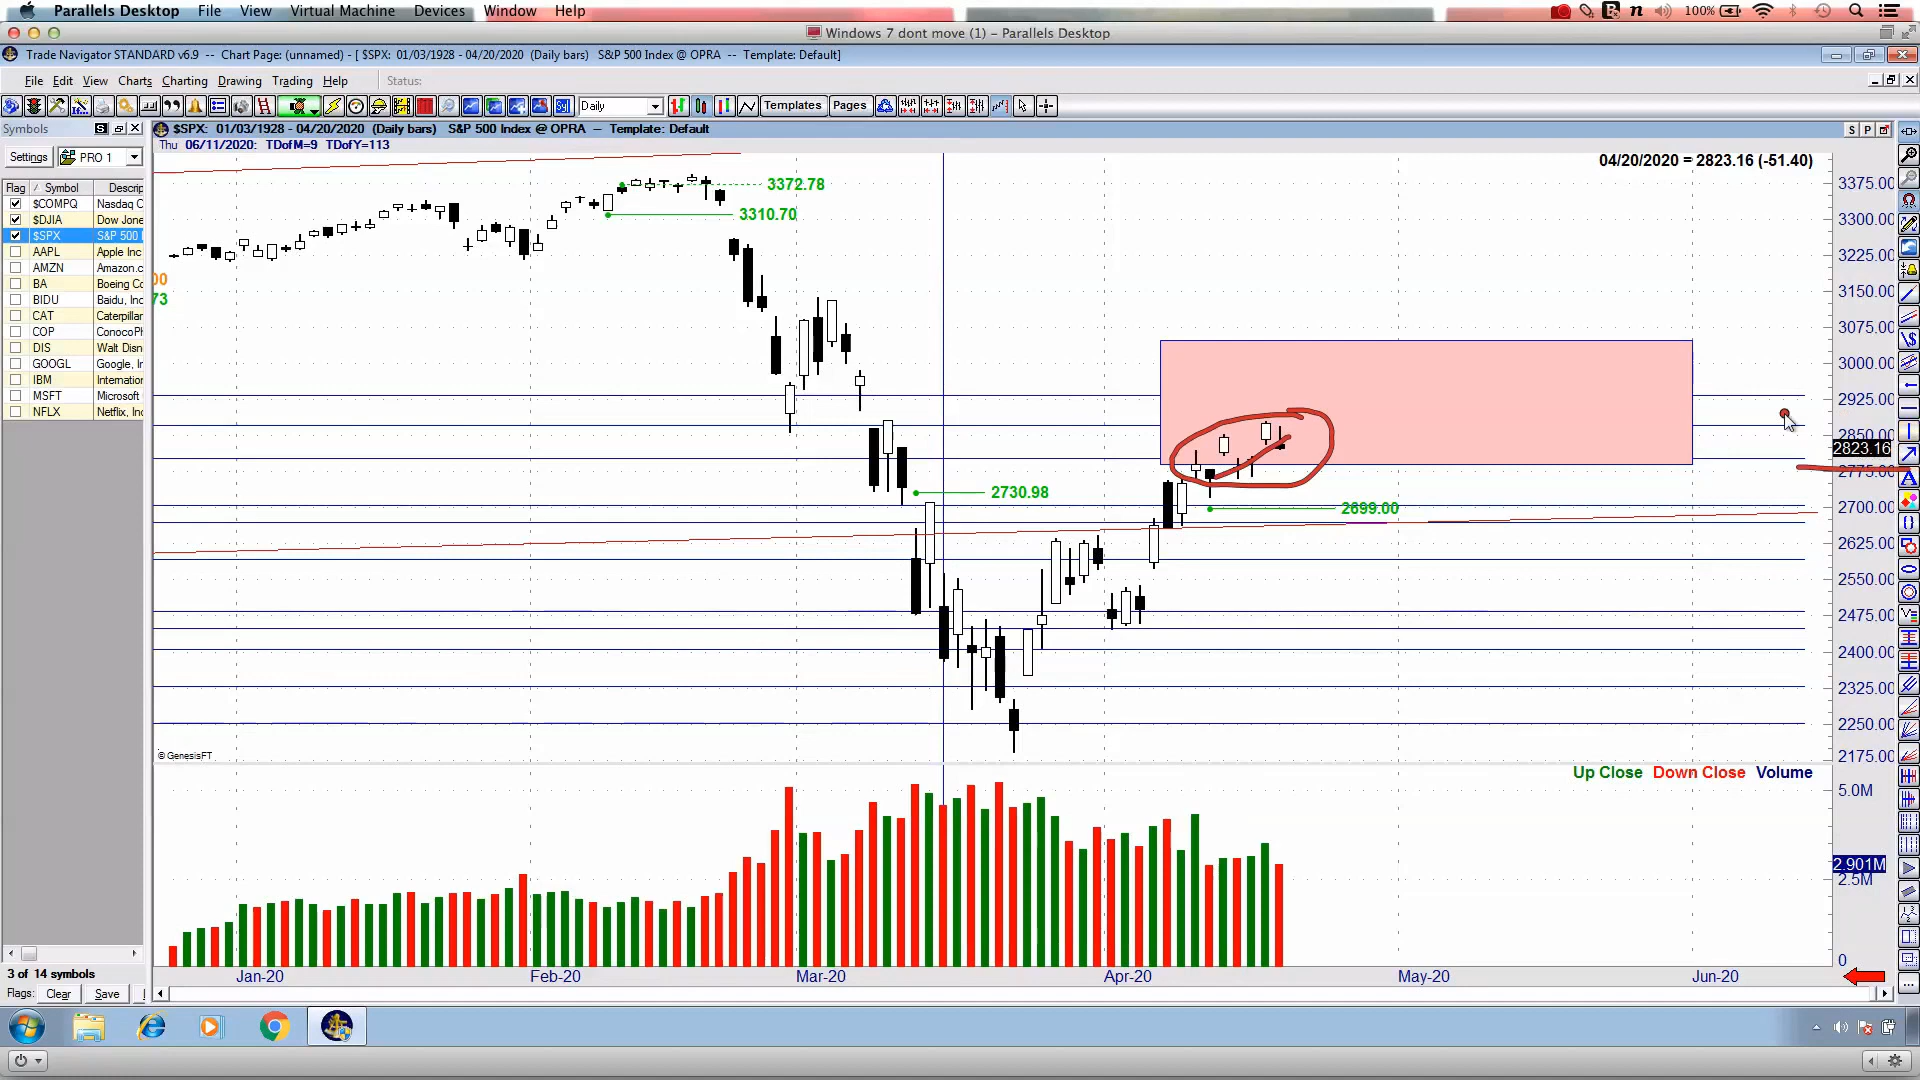 Parallels Desktop File View Virtual Machine Devices Window Help 100%
Windows 7 dont move (1) - Parallels Desktop
Trade Navigator STANDARD v6.9 -- Chart Page: (unnamed) - [ $SPX: 01/03/1928 - 04/20/2020 (Daily bars) S&P 500 Index @ OPRA -- Template: Default]
File Edit View Charts Charting Drawing Trading Help Status:
Daily Templates Pages
Symbols S
$SPX: 01/03/1928 - 04/20/2020 (Daily bars) S&P 500 Index @ OPRA -- Template: Default S P
Thu 06/11/2020: TDofM=9 TDofY=113
Settings PRO 1
04/20/2020 = 2823.16 (-51.40)
Flag Symbol Descrip
$COMPQ Nasdaq C
$DJIA Dow Jone
$SPX S&P 500 I
AAPL Apple Inc
AMZN Amazon.c
BA Boeing Co
BIDU Baidu, Inc
CAT Caterpillar
COP ConocoPh
DIS Walt Disn
GOOGL Google, In
IBM Internatio
MSFT Microsoft
NFLX Netflix, Inc
00
73
3372.78
3310.70
2730.98
2699.00
3375.00
3300.00
3225.00
3150.00
3075.00
3000.00
2925.00
2850.00
2823.16
2775.00
2700.00
2625.00
2550.00
2475.00
2400.00
2325.00
2250.00
2175.00
© GenesisFT
Up Close Down Close Volume
5.0M
2.901M
2.5M
0
Jan-20 Feb-20 Mar-20 Apr-20 May-20 Jun-20
3 of 14 symbols
Flags: Clear Save